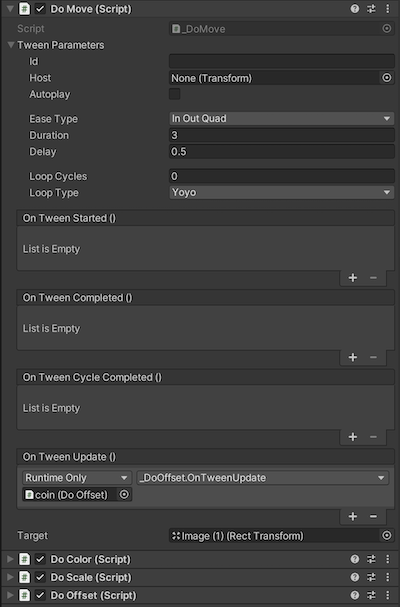 Do Move (Script)
Script _DoMove
Tween Parameters
Id
Host None (Transform)
Autoplay
Ease Type In Out Quad
Duration 3
Delay 0.5
Loop Cycles 0
Loop Type Yoyo
On Tween Started ()
List is Empty
On Tween Completed ()
List is Empty
On Tween Cycle Completed ()
List is Empty
On Tween Update ()
Runtime Only _DoOffset.OnTweenUpdate
coin (Do Offset)
Target Image (1) (Rect Transform)
Do Color (Script)
Do Scale (Script)
Do Offset (Script)